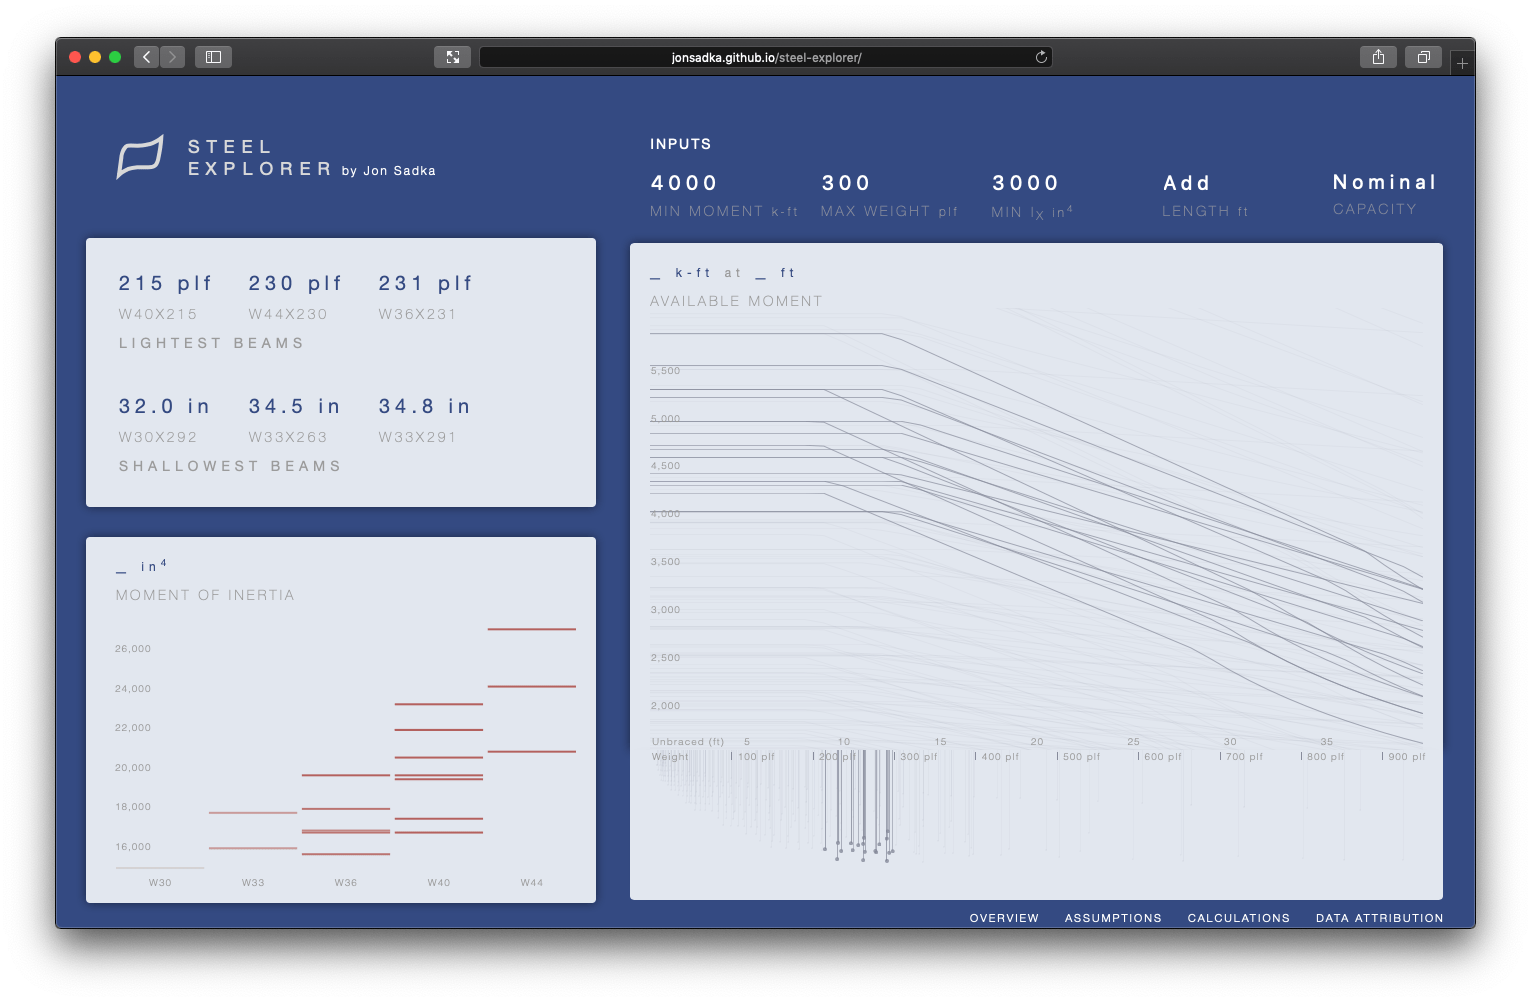 jonsadka.github.io/steel-explorer/
STEEL
EXPLORER by Jon Sadka
INPUTS
4000 300 3000 Add Nominal
MIN MOMENT k-ft MAX WEIGHT plf MIN Ix in⁴ LENGTH ft CAPACITY
215 plf 230 plf 231 plf
W40X215 W44X230 W36X231
LIGHTEST BEAMS
32.0 in 34.5 in 34.8 in
W30X292 W33X263 W33X291
SHALLOWEST BEAMS
_ in⁴
MOMENT OF INERTIA
26,000
24,000
22,000
20,000
18,000
16,000
W30 W33 W36 W40 W44
_ k-ft at _ ft
AVAILABLE MOMENT
5,500
5,000
4,500
4,000
3,500
3,000
2,500
2,000
Unbraced (ft) 5 10 15 20 25 30 35
Weight 100 plf 200 plf 300 plf 400 plf 500 plf 600 plf 700 plf 800 plf 900 plf
OVERVIEW ASSUMPTIONS CALCULATIONS DATA ATTRIBUTION